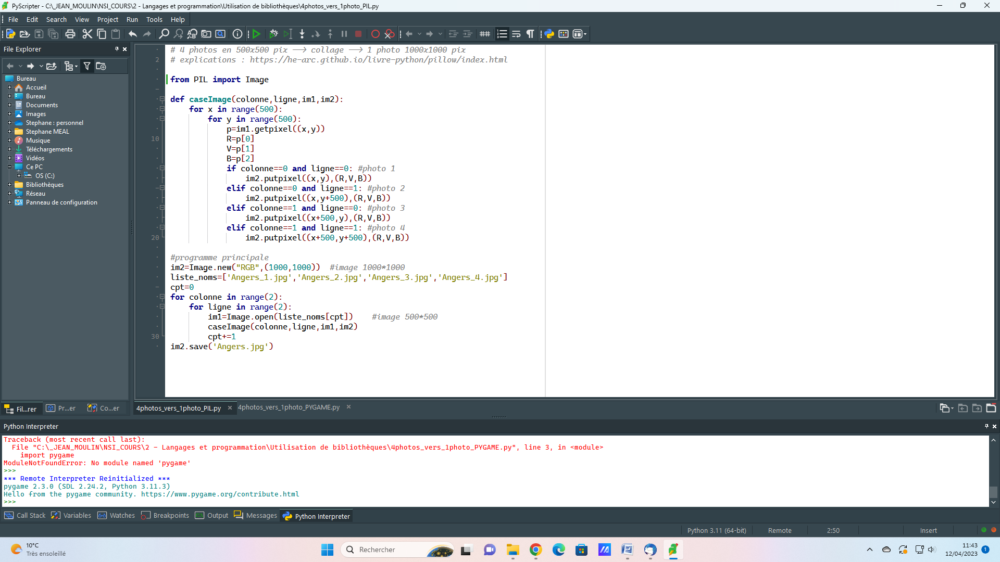 PyScripter - C:\_JEAN_MOULIN\NSI_COURS\2 - Langages et programmation\Utilisation de bibliothèques\4photos_vers_1photo_PIL.py
File Edit Search View Project Run Tools Help
File Explorer
Bureau
Accueil
Bureau
Documents
Images
Stephane : personnel
Stephane MEAL
Musique
Téléchargements
Vidéos
Ce PC
OS (C:)
Bibliothèques
Réseau
Panneau de configuration
Fil...rer Pr...er Co...er
# 4 photos en 500x500 pix --> collage --> 1 photo 1000x1000 pix
2 # explications : https://he-arc.github.io/livre-python/pillow/index.html
from PIL import Image
def caseImage(colonne,ligne,im1,im2):
for x in range(500):
for y in range(500):
p=im1.getpixel((x,y))
10 R=p[0]
V=p[1]
B=p[2]
if colonne==0 and ligne==0: #photo 1
im2.putpixel((x,y),(R,V,B))
elif colonne==0 and ligne==1: #photo 2
im2.putpixel((x,y+500),(R,V,B))
elif colonne==1 and ligne==0: #photo 3
im2.putpixel((x+500,y),(R,V,B))
elif colonne==1 and ligne==1: #photo 4
20 im2.putpixel((x+500,y+500),(R,V,B))
#programme principale
im2=Image.new("RGB",(1000,1000)) #image 1000*1000
liste_noms=['Angers_1.jpg','Angers_2.jpg','Angers_3.jpg','Angers_4.jpg']
cpt=0
for colonne in range(2):
for ligne in range(2):
im1=Image.open(liste_noms[cpt]) #image 500*500
caseImage(colonne,ligne,im1,im2)
30 cpt+=1
im2.save('Angers.jpg')
4photos_vers_1photo_PIL.py 4photos_vers_1photo_PYGAME.py
Python Interpreter
Traceback (most recent call last):
File "C:\_JEAN_MOULIN\NSI_COURS\2 - Langages et programmation\Utilisation de bibliothèques\4photos_vers_1photo_PYGAME.py", line 3, in <module>
import pygame
ModuleNotFoundError: No module named 'pygame'
>>>
*** Remote Interpreter Reinitialized ***
pygame 2.3.0 (SDL 2.24.2, Python 3.11.3)
Hello from the pygame community. https://www.pygame.org/contribute.html
>>>
Call Stack Variables Watches Breakpoints Output Messages Python Interpreter
Python 3.11 (64-bit) Remote 2:50 Insert
10°C
Très ensoleillé
Rechercher
11:43
12/04/2023
1